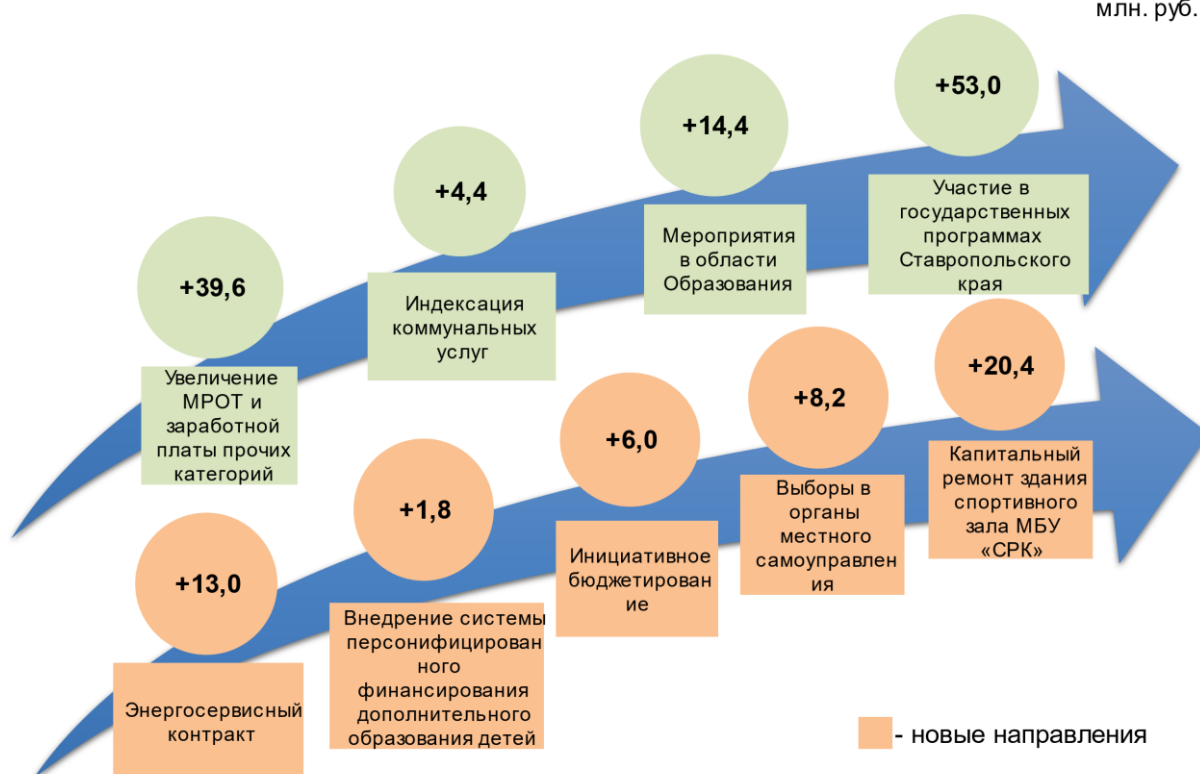 млн. руб.
+53,0
+14,4
+4,4
+39,6
Участие в
государственных
программах
Ставропольского
края
Мероприятия
в области
Образования
Индексация
коммунальных
услуг
Увеличение
МРОТ и
заработной
платы прочих
категорий
+20,4
+8,2
+6,0
+1,8
+13,0
Капитальный
ремонт здания
спортивного
зала МБУ
«СРК»
Выборы в
органы
местного
самоуправлен
ия
Инициативное
бюджетирован
ие
Внедрение системы
персонифицирован
ного
финансирования
дополнительного
образования детей
Энергосервисный
контракт
- новые направления